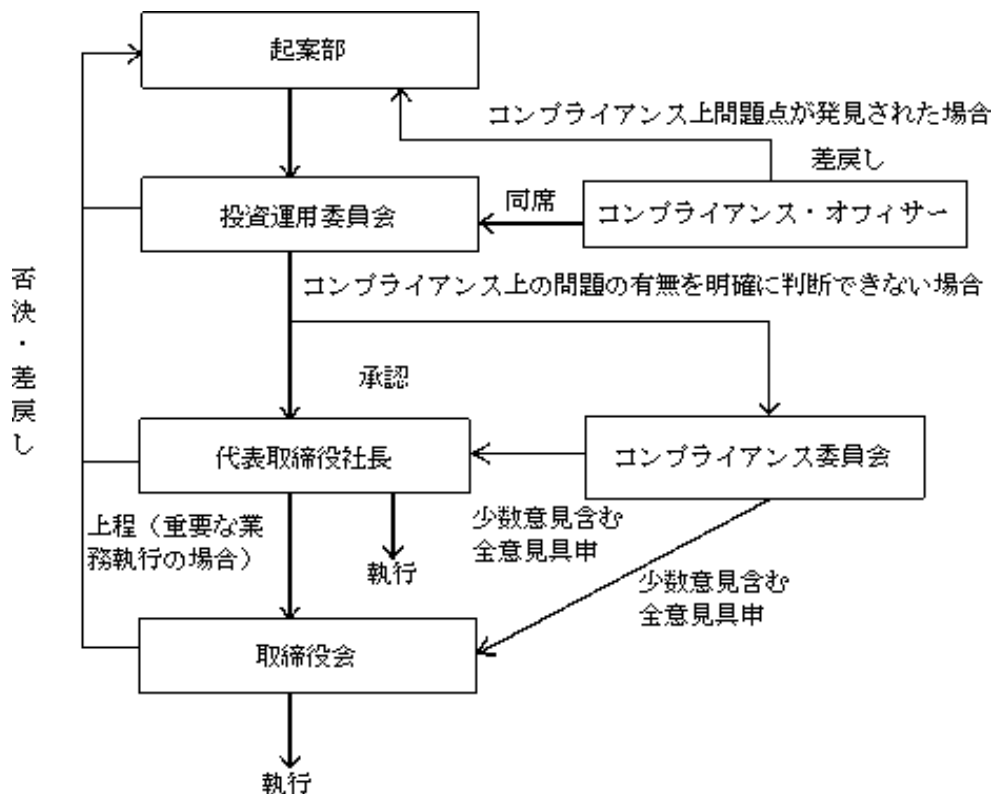 起案部
コンプライアンス上問題点が発見された場合
差戻し
投資運用委員会
同席
コンプライアンス・オフィサー
否決・差戻し
コンプライアンス上の問題の有無を明確に判断できない場合
承認
代表取締役社長
コンプライアンス委員会
上程（重要な業
務執行の場合）
執行
少数意見含む
全意見具申
少数意見含む
全意見具申
取締役会
執行